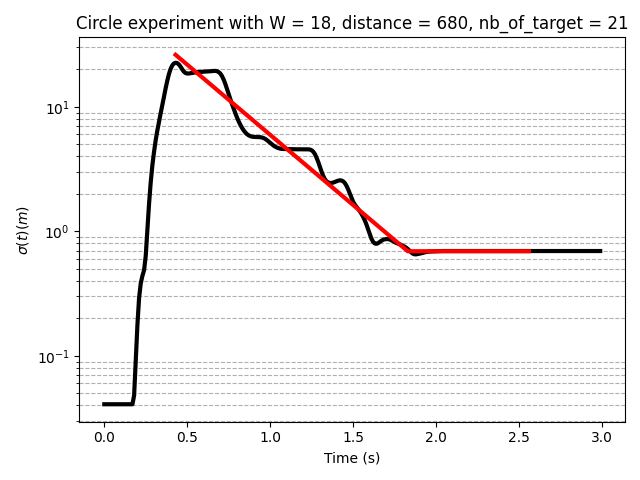 Circle experiment with W = 18, distance = 680, nb_of_target = 21
σ(t)(m)
10¹
10⁰
10⁻¹
0.0 0.5 1.0 1.5 2.0 2.5 3.0
Time (s)